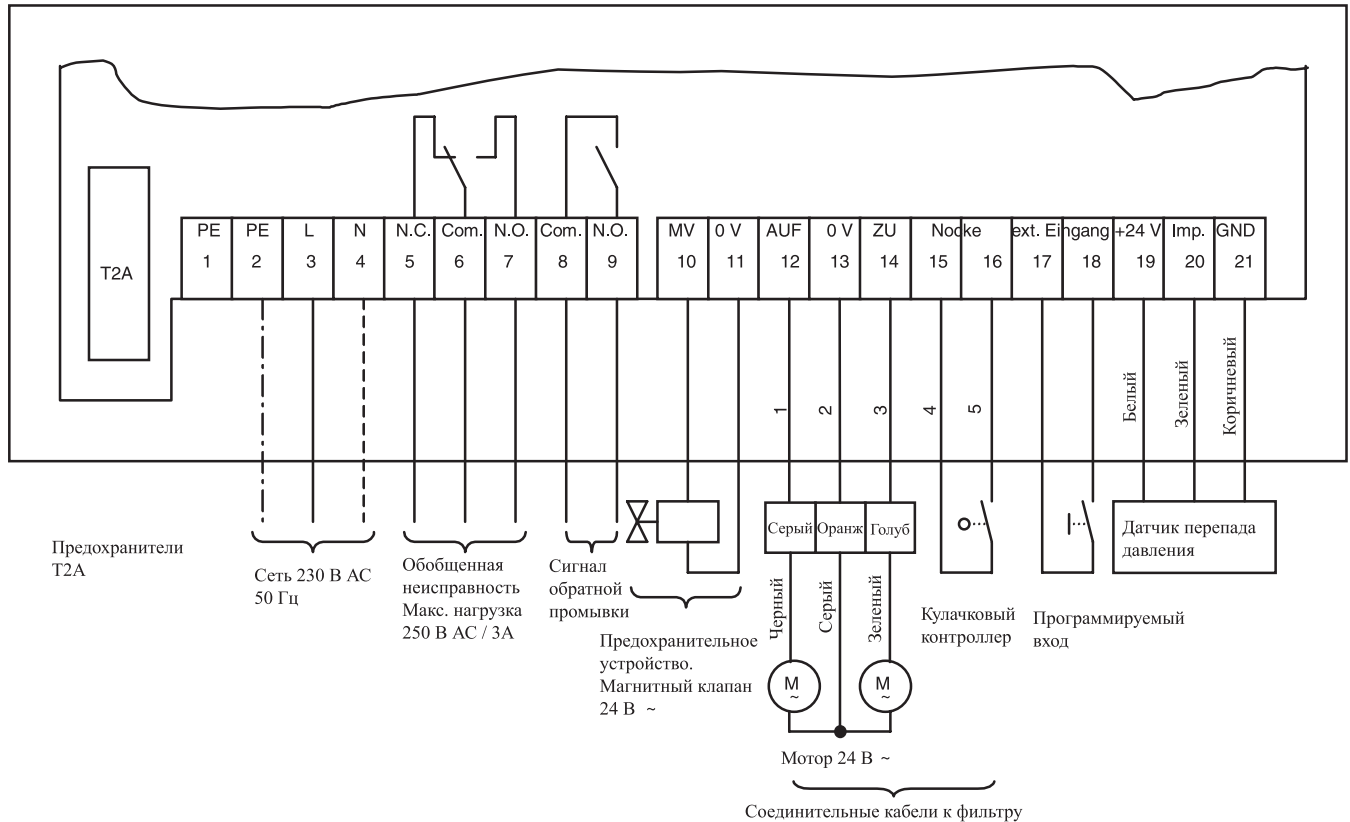 T2A
PE PE L N N.C. Com. N.O. Com. N.O. MV 0 V AUF 0 V ZU Nocke ext. Eingang +24 V Imp. GND
1 2 3 4 5 6 7 8 9 10 11 12 13 14 15 16 17 18 19 20 21
1 2 3 4 5 Белый Зеленый Коричневый
Предохранители
T2A
Сеть 230 В АС
50 Гц
Обобщенная
неисправность
Макс. нагрузка
250 В АС / 3А
Сигнал
обратной
промывки
Предохранительное
устройство.
Магнитный клапан
24 В ~
Серый Оранж Голуб
Черный Серый Зеленый
M
~
M
~
Мотор 24 В ~
Соединительные кабели к фильтру
Кулачковый
контроллер
Программируемый
вход
Датчик перепада
давления